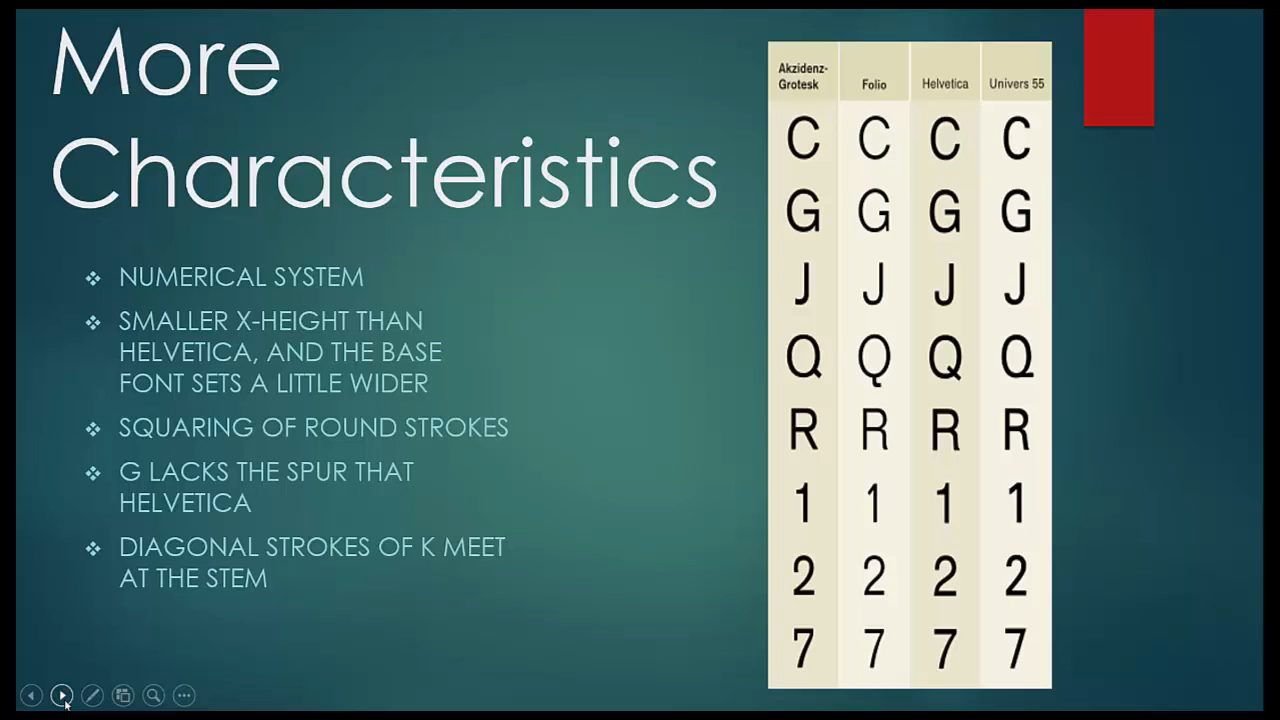 More
Characteristics
NUMERICAL SYSTEM
SMALLER X-HEIGHT THAN
HELVETICA, AND THE BASE
FONT SETS A LITTLE WIDER
SQUARING OF ROUND STROKES
G LACKS THE SPUR THAT
HELVETICA
DIAGONAL STROKES OF K MEET
AT THE STEM
Akzidenz-
Grotesk Folio Helvetica Univers 55
C C C C
G G G G
J J J J
Q Q Q Q
R R R R
1 1 1 1
2 2 2 2
7 7 7 7